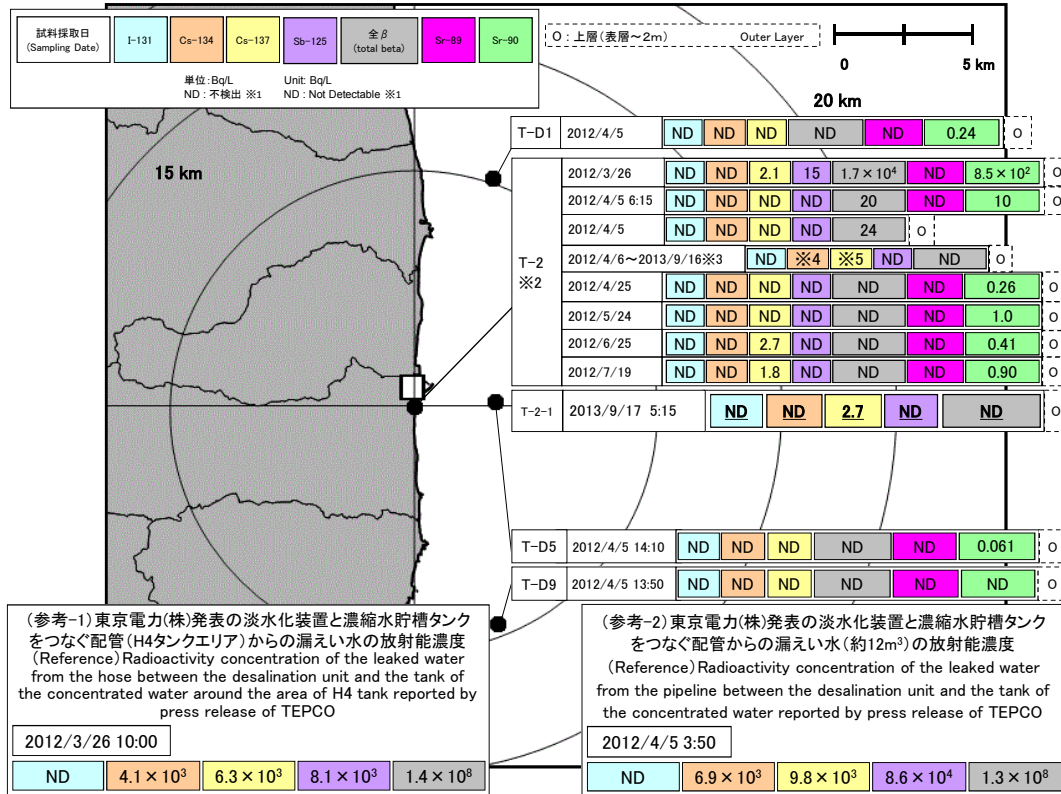 試料採取日
(Sampling Date)
I-131
Cs-134
Cs-137
Sb-125
全β
(total beta)
Sr-89
Sr-90
単位:Bq/L
Unit: Bq/L
ND : 不検出 ※1
ND : Not Detectable ※1
O : 上層(表層~2m) Outer Layer
0 5 km
20 km
15 km
T-D1 2012/4/5 ND ND ND ND ND 0.24 O
T-2
※2
2012/3/26 ND ND 2.1 15 1.7×10⁴ ND 8.5×10² O
2012/4/5 6:15 ND ND ND ND 20 ND 10 O
2012/4/5 ND ND ND ND 24 O
2012/4/6~2013/9/16※3 ND ※4 ※5 ND ND O
2012/4/25 ND ND ND ND ND ND 0.26 O
2012/5/24 ND ND ND ND ND ND 1.0 O
2012/6/25 ND ND 2.7 ND ND ND 0.41 O
2012/7/19 ND ND 1.8 ND ND ND 0.90 O
T-2-1 2013/9/17 5:15 ND ND 2.7 ND ND O
T-D5 2012/4/5 14:10 ND ND ND ND ND 0.061 O
T-D9 2012/4/5 13:50 ND ND ND ND ND ND O
(参考-1)東京電力(株)発表の淡水化装置と濃縮水貯槽タンク
をつなぐ配管(H4タンクエリア)からの漏えい水の放射能濃度
(Reference)Radioactivity concentration of the leaked water
from the hose between the desalination unit and the tank of
the concentrated water around the area of H4 tank reported by
press release of TEPCO
2012/3/26 10:00
ND 4.1×10³ 6.3×10³ 8.1×10³ 1.4×10⁸
(参考-2)東京電力(株)発表の淡水化装置と濃縮水貯槽タンク
をつなぐ配管からの漏えい水(約12m³)の放射能濃度
(Reference)Radioactivity concentration of the leaked water
from the pipeline between the desalination unit and the tank of
the concentrated water reported by press release of TEPCO
2012/4/5 3:50
ND 6.9×10³ 9.8×10³ 8.6×10⁴ 1.3×10⁸